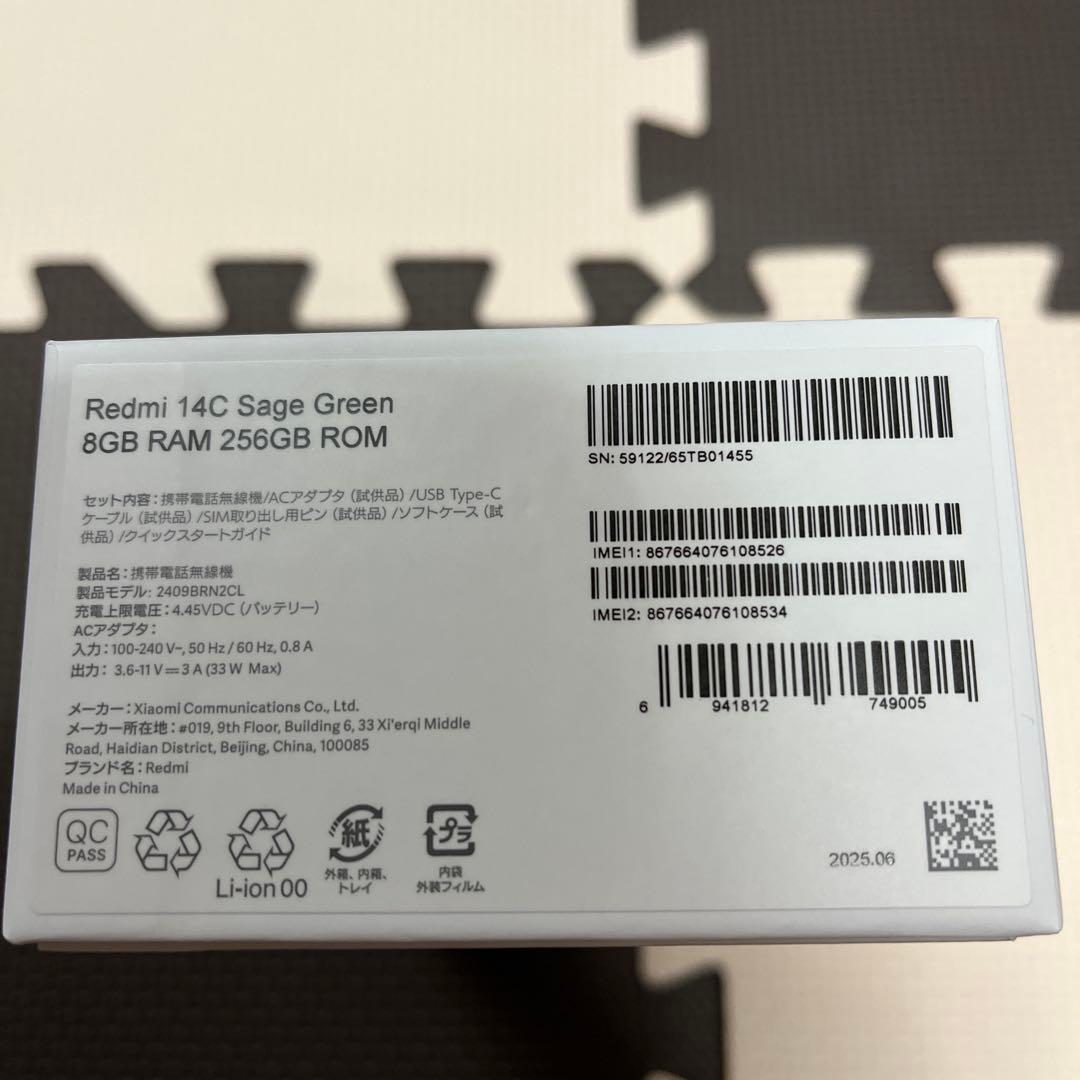 Redmi 14C Sage Green
8GB RAM 256GB ROM
セット内容：携帯電話無線機/ACアダプタ（試供品）/USB Type-C
ケーブル（試供品）/SIM取り出し用ピン（試供品）/ソフトケース（試
供品）/クイックスタートガイド
製品名：携帯電話無線機
製品モデル: 2409BRN2CL
充電上限電圧：4.45VDC（バッテリー）
ACアダプタ：
入力：100-240 V~, 50 Hz / 60 Hz, 0.8 A
出力： 3.6-11 V⎓3 A (33 W Max)
メーカー：Xiaomi Communications Co., Ltd.
メーカー所在地：#019, 9th Floor, Building 6, 33 Xi'erqi Middle
Road, Haidian District, Beijing, China, 100085
ブランド名：Redmi
Made in China
QC
PASS
Li-ion 00
紙
外箱、内箱、
トレイ
プラ
内袋
外装フィルム
SN: 59122/65TB01455
IMEI1: 867664076108526
IMEI2: 867664076108534
6 941812 749005
2025.06